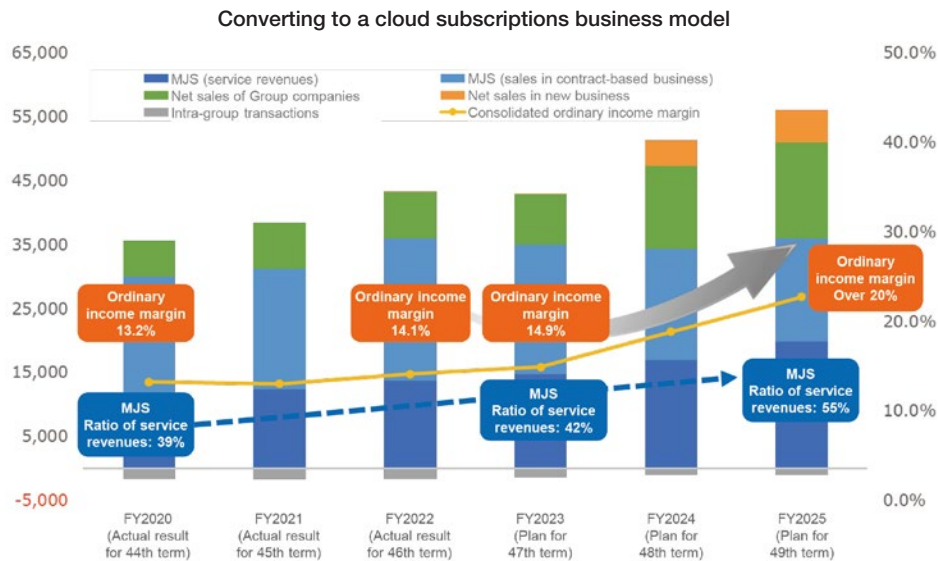 Converting to a cloud subscriptions business model
65,000
55,000
45,000
35,000
25,000
15,000
5,000
-5,000
50.0%
40.0%
30.0%
20.0%
10.0%
0.0%
MJS (service revenues)
MJS (sales in contract-based business)
Net sales of Group companies
Net sales in new business
Intra-group transactions
Consolidated ordinary income margin
Ordinary
income margin
13.2%
Ordinary income
margin
14.1%
Ordinary income
margin
14.9%
Ordinary
income margin
Over 20%
MJS
Ratio of service
revenues: 39%
MJS
Ratio of service
revenues: 42%
MJS
Ratio of service
revenues: 55%
FY2020
(Actual result
for 44th term)
FY2021
(Actual result
for 45th term)
FY2022
(Actual result
for 46th term)
FY2023
(Plan for
47th term)
FY2024
(Plan for
48th term)
FY2025
(Plan for
49th term)